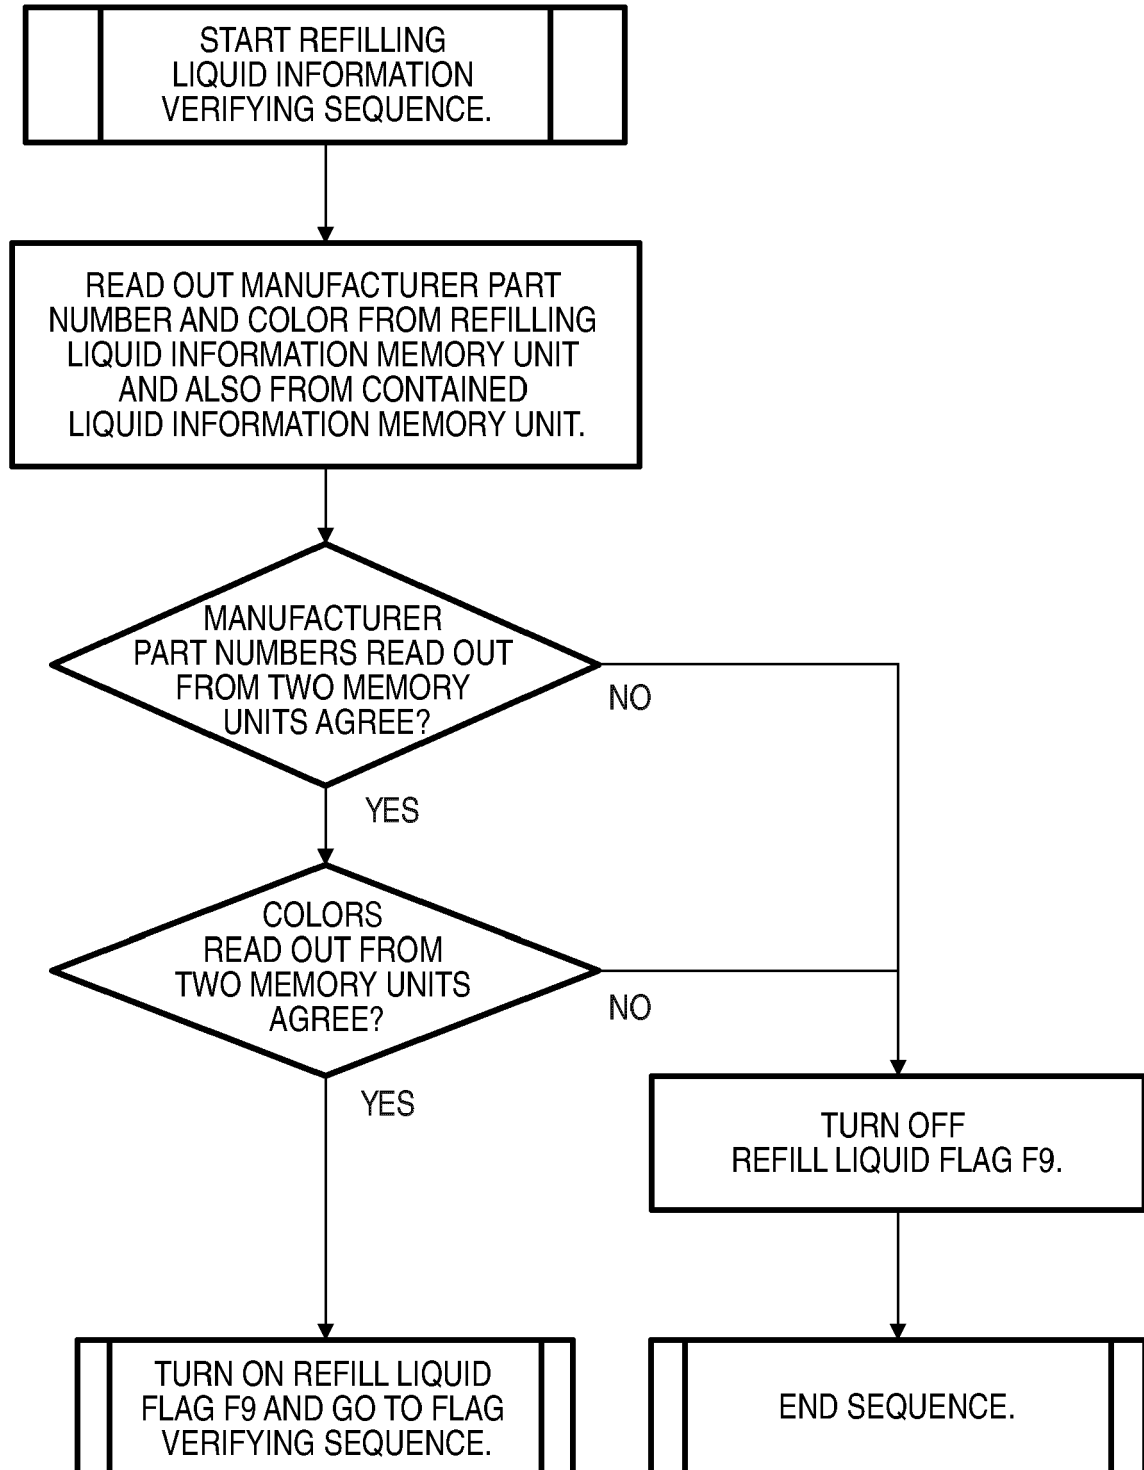 START REFILLING
LIQUID INFORMATION
VERIFYING SEQUENCE.
READ OUT MANUFACTURER PART
NUMBER AND COLOR FROM REFILLING
LIQUID INFORMATION MEMORY UNIT
AND ALSO FROM CONTAINED
LIQUID INFORMATION MEMORY UNIT.
MANUFACTURER
PART NUMBERS READ OUT
FROM TWO MEMORY
UNITS AGREE?
NO
YES
COLORS
READ OUT FROM
TWO MEMORY UNITS
AGREE?
NO
YES
TURN OFF
REFILL LIQUID FLAG F9.
TURN ON REFILL LIQUID
FLAG F9 AND GO TO FLAG
VERIFYING SEQUENCE.
END SEQUENCE.